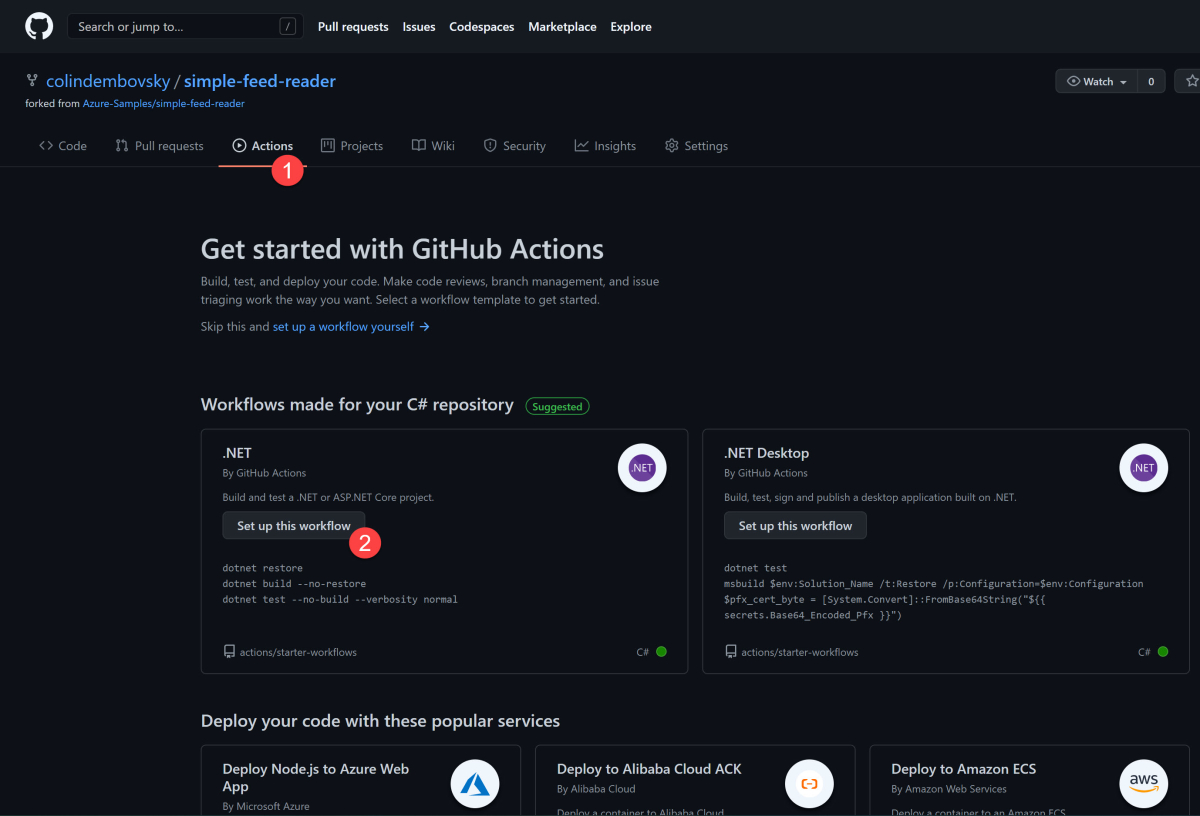 Search or jump to... /
Pull requests Issues Codespaces Marketplace Explore
colindembovsky / simple-feed-reader
Watch 0
forked from Azure-Samples/simple-feed-reader
Code Pull requests Actions Projects Wiki Security Insights Settings
1
Get started with GitHub Actions
Build, test, and deploy your code. Make code reviews, branch management, and issue
triaging work the way you want. Select a workflow template to get started.
Skip this and set up a workflow yourself →
Workflows made for your C# repository Suggested
.NET
By GitHub Actions
.NET
Build and test a .NET or ASP.NET Core project.
Set up this workflow
2
dotnet restore
dotnet build --no-restore
dotnet test --no-build --verbosity normal
actions/starter-workflows C#
.NET Desktop
By GitHub Actions
.NET
Build, test, sign and publish a desktop application built on .NET.
Set up this workflow
dotnet test
msbuild $env:Solution_Name /t:Restore /p:Configuration=$env:Configuration
$pfx_cert_byte = [System.Convert]::FromBase64String("${{
secrets.Base64_Encoded_Pfx }}")
actions/starter-workflows C#
Deploy your code with these popular services
Deploy Node.js to Azure Web
App
By Microsoft Azure
Deploy to Alibaba Cloud ACK
By Alibaba Cloud
Deploy a container to Alibaba Cloud
Deploy to Amazon ECS
By Amazon Web Services
aws
Deploy a container to an Amazon ECS